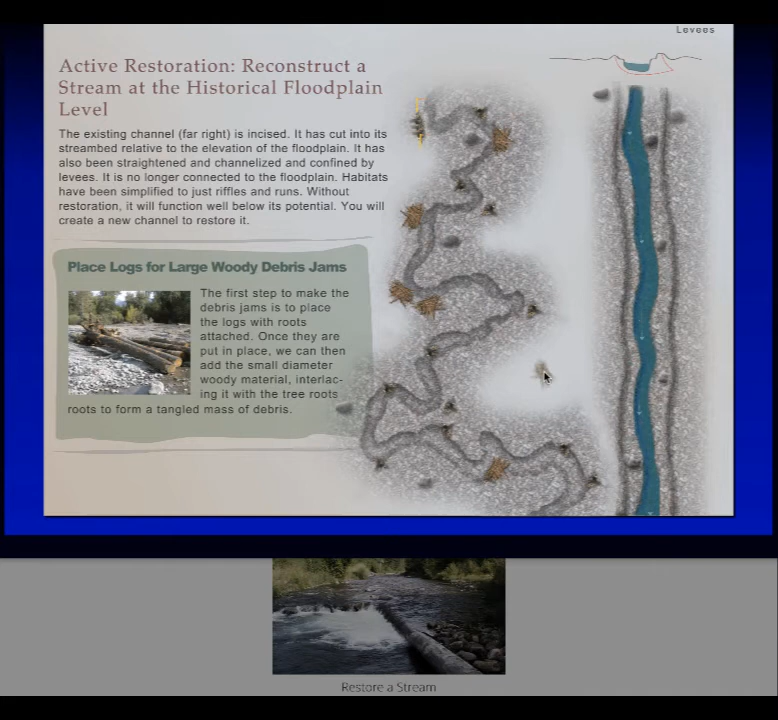 Levees
Active Restoration: Reconstruct a
Stream at the Historical Floodplain
Level
The existing channel (far right) is incised. It has cut into its
streambed relative to the elevation of the floodplain. It has
also been straightened and channelized and confined by
levees. It is no longer connected to the floodplain. Habitats
have been simplified to just riffles and runs. Without
restoration, it will function well below its potential. You will
create a new channel to restore it.
Place Logs for Large Woody Debris Jams
The first step to make the
debris jams is to place
the logs with roots
attached. Once they are
put in place, we can then
add the small diameter
woody material, interlac-
ing it with the tree roots
roots to form a tangled mass of debris.
Restore a Stream